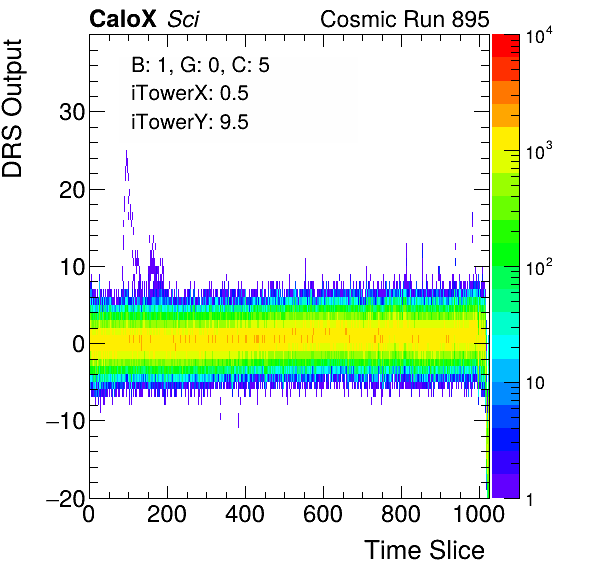 CaloX Sci
Cosmic Run 895
B: 1, G: 0, C: 5
iTowerX: 0.5
iTowerY: 9.5
DRS Output
30
20
10
0
−10
−20
0 200 400 600 800 1000
Time Slice
10⁴
10³
10²
10
1